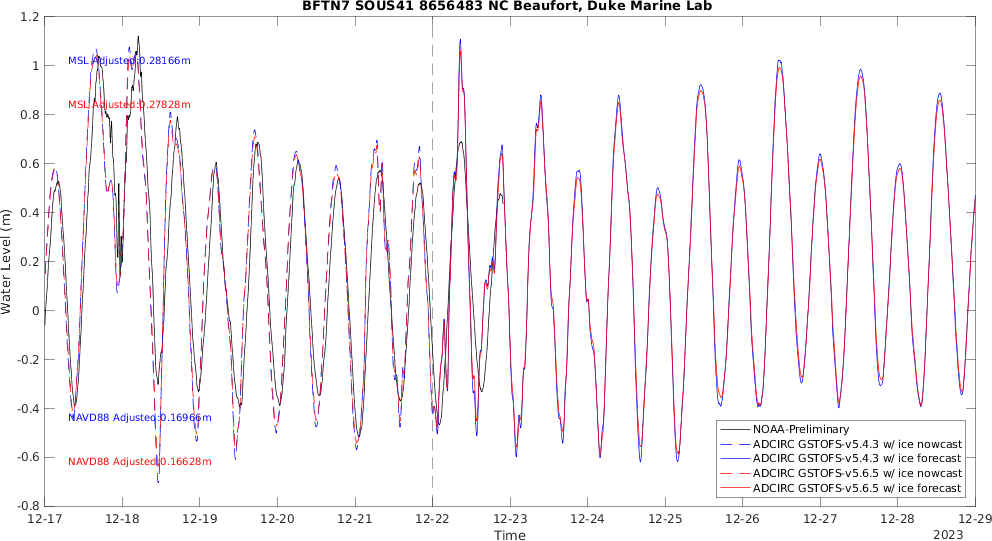 BFTN7 SOUS41 8656483 NC Beaufort, Duke Marine Lab
1.2
1
0.8
0.6
0.4
0.2
0
-0.2
-0.4
-0.6
-0.8
Water Level (m)
MSL Adjusted:0.28166m
MSL Adjusted:0.27828m
NAVD88 Adjusted:0.16966m
NAVD88 Adjusted:0.16628m
NOAA-Preliminary
ADCIRC GSTOFS-v5.4.3 w/ ice nowcast
ADCIRC GSTOFS-v5.4.3 w/ ice forecast
ADCIRC GSTOFS-v5.6.5 w/ ice nowcast
ADCIRC GSTOFS-v5.6.5 w/ ice forecast
12-17 12-18 12-19 12-20 12-21 12-22 12-23 12-24 12-25 12-26 12-27 12-28 12-29
Time
2023